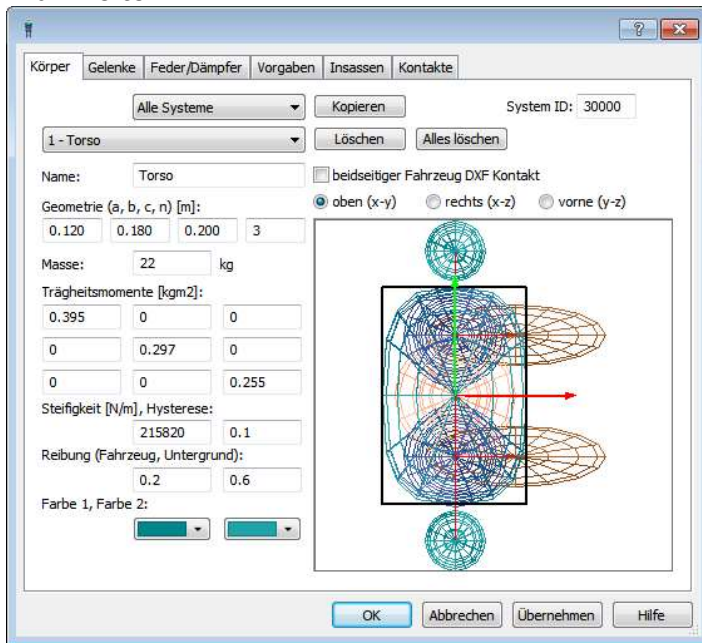 Körper Gelenke Feder/Dämpfer Vorgaben Insassen Kontakte
Alle Systeme Kopieren System ID: 30000
1 - Torso Löschen Alles löschen
Name: Torso beidseitiger Fahrzeug DXF Kontakt
Geometrie (a, b, c, n) [m]: oben (x-y) rechts (x-z) vorne (y-z)
0.120 0.180 0.200 3
Masse: 22 kg
Trägheitsmomente [kgm2]:
0.395 0 0
0 0.297 0
0 0 0.255
Steifigkeit [N/m], Hysterese:
215820 0.1
Reibung (Fahrzeug, Untergrund):
0.2 0.6
Farbe 1, Farbe 2:
OK Abbrechen Übernehmen Hilfe